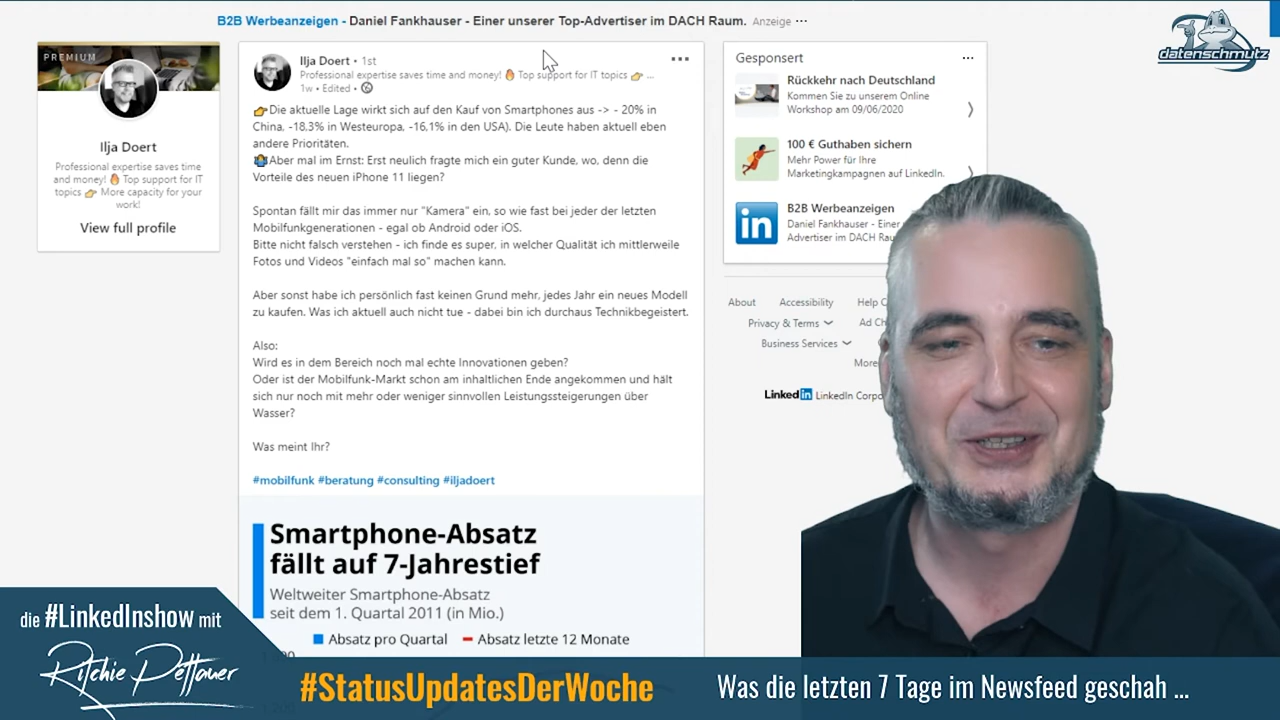 B2B Werbeanzeigen - Daniel Fankhauser - Einer unserer Top-Advertiser im DACH Raum. Anzeige ...
datenschmutz
PREMIUM
Ilja Doert
Professional expertise saves time
and money! 🔥 Top support for IT
topics 👉 More capacity for your
work!
View full profile
Ilja Doert • 1st
Professional expertise saves time and money! 🔥 Top support for IT topics 👉 ...
1w • Edited •
👉Die aktuelle Lage wirkt sich auf den Kauf von Smartphones aus -> - 20% in
China, -18,3% in Westeuropa, -16,1% in den USA). Die Leute haben aktuell eben
andere Prioritäten.
🤷‍♂️Aber mal im Ernst: Erst neulich fragte mich ein guter Kunde, wo, denn die
Vorteile des neuen iPhone 11 liegen?
Spontan fällt mir das immer nur "Kamera" ein, so wie fast bei jeder der letzten
Mobilfunkgenerationen - egal ob Android oder iOS.
Bitte nicht falsch verstehen - ich finde es super, in welcher Qualität ich mittlerweile
Fotos und Videos "einfach mal so" machen kann.
Aber sonst habe ich persönlich fast keinen Grund mehr, jedes Jahr ein neues Modell
zu kaufen. Was ich aktuell auch nicht tue - dabei bin ich durchaus Technikbegeistert.
Also:
Wird es in dem Bereich noch mal echte Innovationen geben?
Oder ist der Mobilfunk-Markt schon am inhaltlichen Ende angekommen und hält
sich nur noch mit mehr oder weniger sinnvollen Leistungssteigerungen über
Wasser?
Was meint Ihr?
#mobilfunk #beratung #consulting #iljadoert
Smartphone-Absatz
fällt auf 7-Jahrestief
Weltweiter Smartphone-Absatz
seit dem 1. Quartal 2011 (in Mio.)
Absatz pro Quartal Absatz letzte 12 Monate
Gesponsert
Rückkehr nach Deutschland
Kommen Sie zu unserem Online
Workshop am 09/06/2020
100 € Guthaben sichern
Mehr Power für Ihre
Marketingkampagnen auf LinkedIn.
in
B2B Werbeanzeigen
Daniel Fankhauser - Einer
Advertiser im DACH Rau
About Accessibility Help C
Privacy & Terms Ad Ch
Business Services
More
LinkedIn LinkedIn Corpo
die #LinkedInshow mit
Ritchie Pettauer
#StatusUpdatesDerWoche
Was die letzten 7 Tage im Newsfeed geschah ...